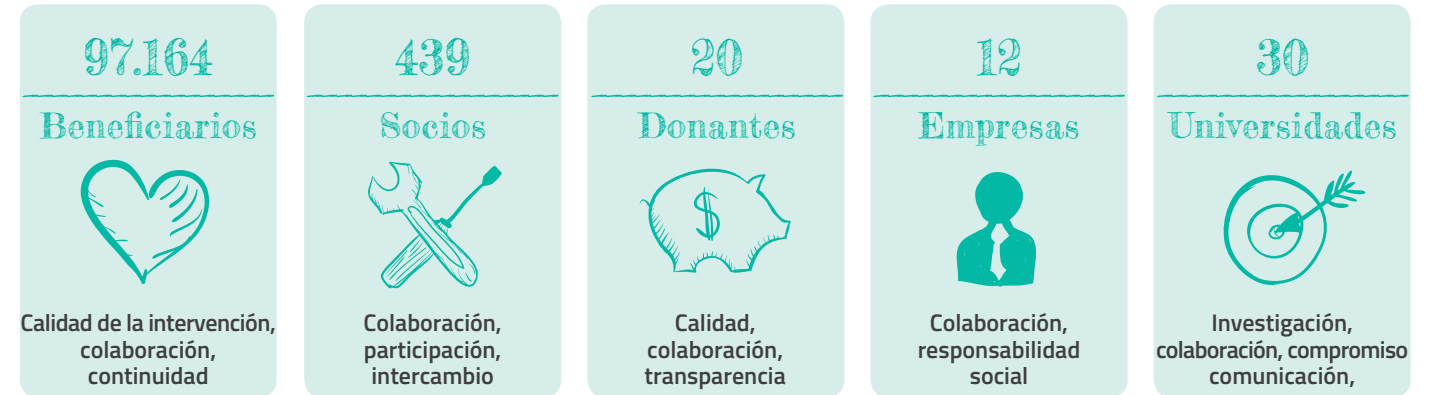 97.164
Beneficiarios
Calidad de la intervención,
colaboración,
continuidad
439
Socios
Colaboración,
participación,
intercambio
20
Donantes
$
Calidad,
colaboración,
transparencia
12
Empresas
Colaboración,
responsabilidad
social
30
Universidades
Investigación,
colaboración, compromiso
comunicación,